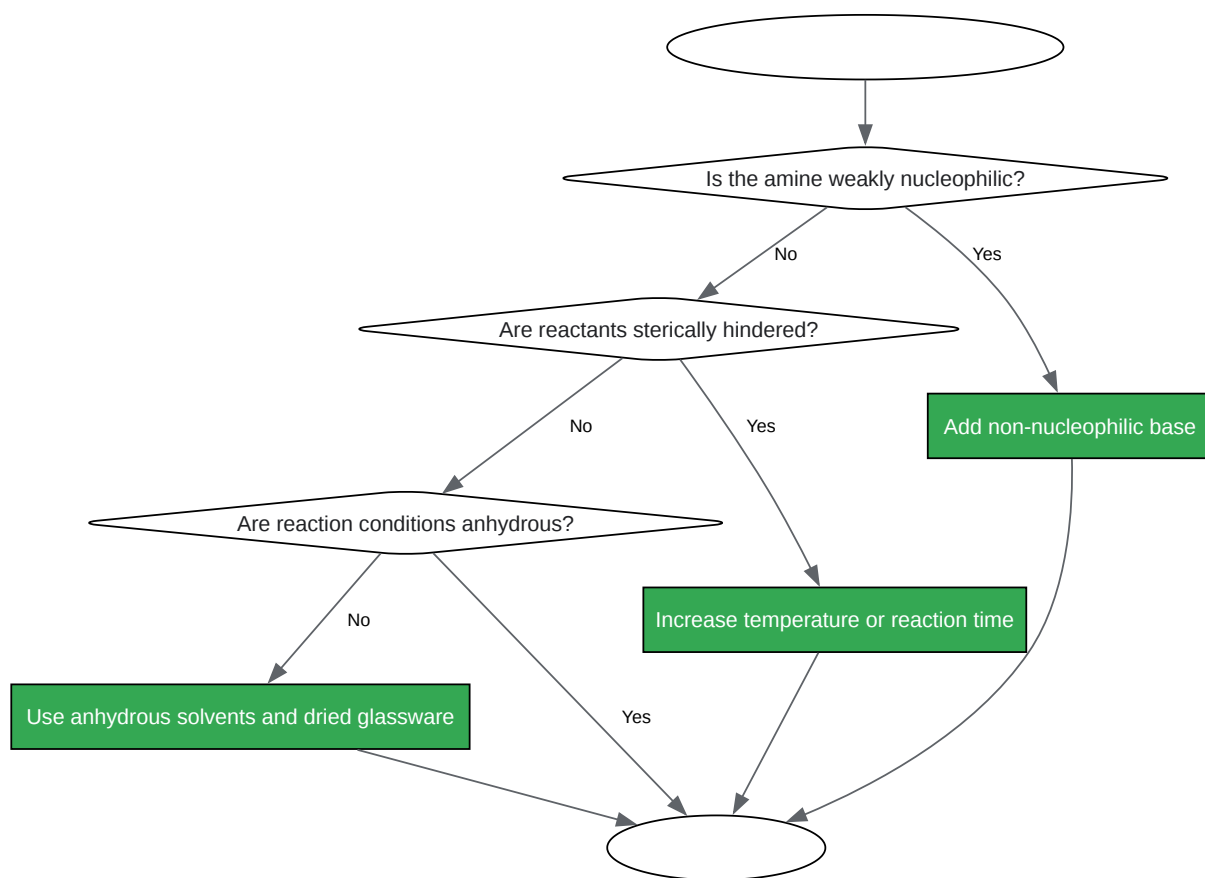 Is the amine weakly nucleophilic?
No
Yes
Are reactants sterically hindered?
No
Yes
Add non-nucleophilic base
Are reaction conditions anhydrous?
No
Yes
Increase temperature or reaction time
Use anhydrous solvents and dried glassware